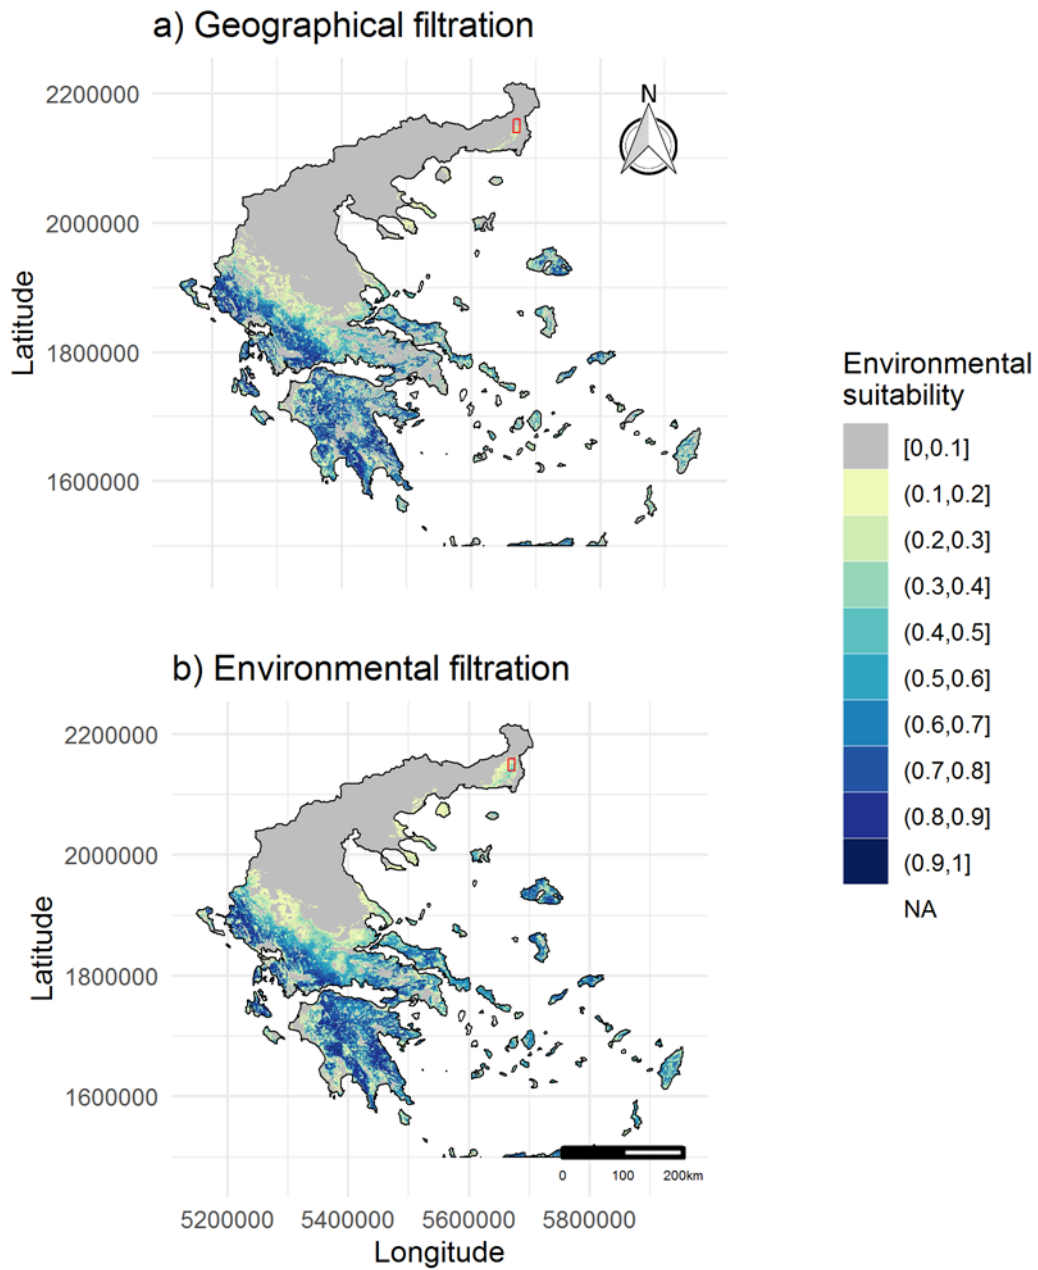 a) Geographical filtration
N
2200000
2000000
1800000
1600000
Latitude
b) Environmental filtration
2200000
2000000
1800000
1600000
Latitude
0 100 200km
5200000 5400000 5600000 5800000
Longitude
Environmental
suitability
[0,0.1]
(0.1,0.2]
(0.2,0.3]
(0.3,0.4]
(0.4,0.5]
(0.5,0.6]
(0.6,0.7]
(0.7,0.8]
(0.8,0.9]
(0.9,1]
NA